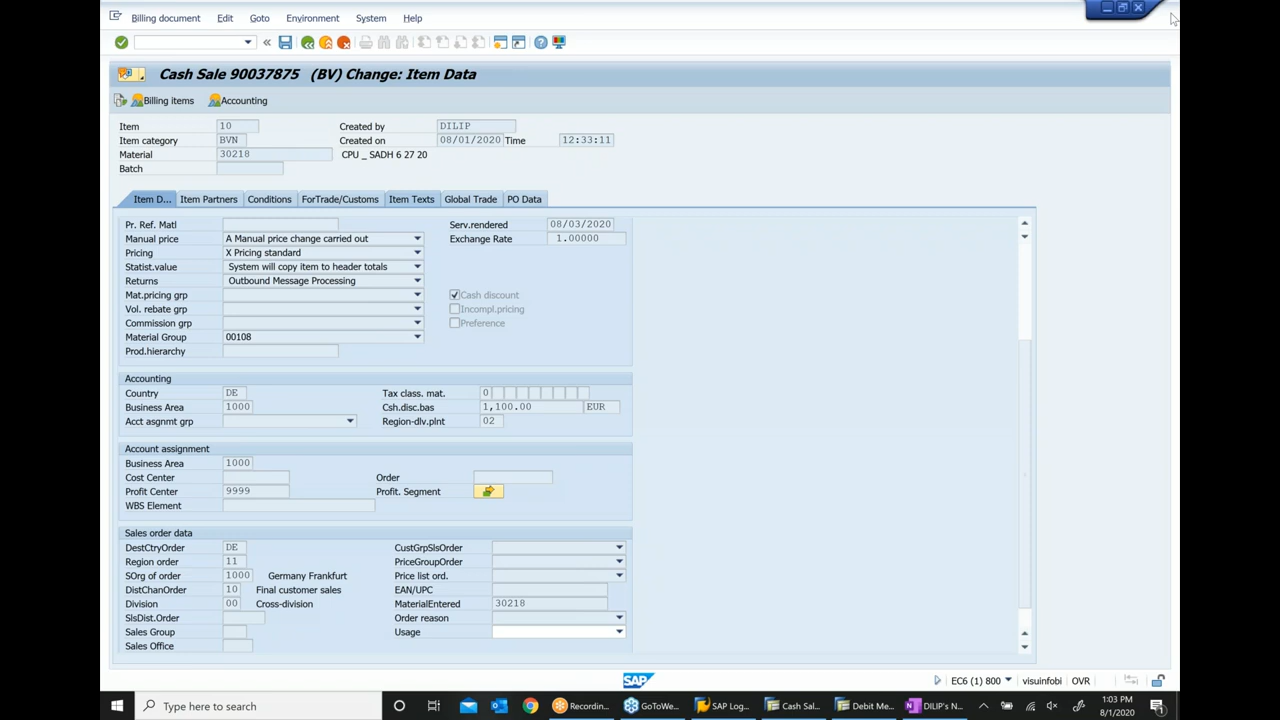 Billing document Edit Goto Environment System Help
Cash Sale 90037875 (BV) Change: Item Data
Billing items Accounting
Item 10 Created by DILIP
Item category BVN Created on 08/01/2020 Time 12:33:11
Material 30218 CPU _ SADH 6 27 20
Batch
Item D... Item Partners Conditions ForTrade/Customs Item Texts Global Trade PO Data
Pr. Ref. Matl Serv.rendered 08/03/2020
Manual price A Manual price change carried out Exchange Rate 1.00000
Pricing X Pricing standard
Statist.value System will copy item to header totals
Returns Outbound Message Processing
Mat.pricing grp Cash discount
Vol. rebate grp Incompl.pricing
Commission grp Preference
Material Group 00108
Prod.hierarchy
Accounting
Country DE Tax class. mat. 0
Business Area 1000 Csh.disc.bas 1,100.00 EUR
Acct asgnmt grp Region-dlv.plnt 02
Account assignment
Business Area 1000
Cost Center Order
Profit Center 9999 Profit. Segment
WBS Element
Sales order data
DestCtryOrder DE CustGrpSlsOrder
Region order 11 PriceGroupOrder
SOrg of order 1000 Germany Frankfurt Price list ord.
DistChanOrder 10 Final customer sales EAN/UPC
Division 00 Cross-division MaterialEntered 30218
SlsDist.Order Order reason
Sales Group Usage
Sales Office
SAP EC6 (1) 800 visuinfobi OVR
Type here to search Recordin... GoToWe... SAP Log... Cash Sal... Debit Me... DILIP's N... 1:03 PM
8/1/2020